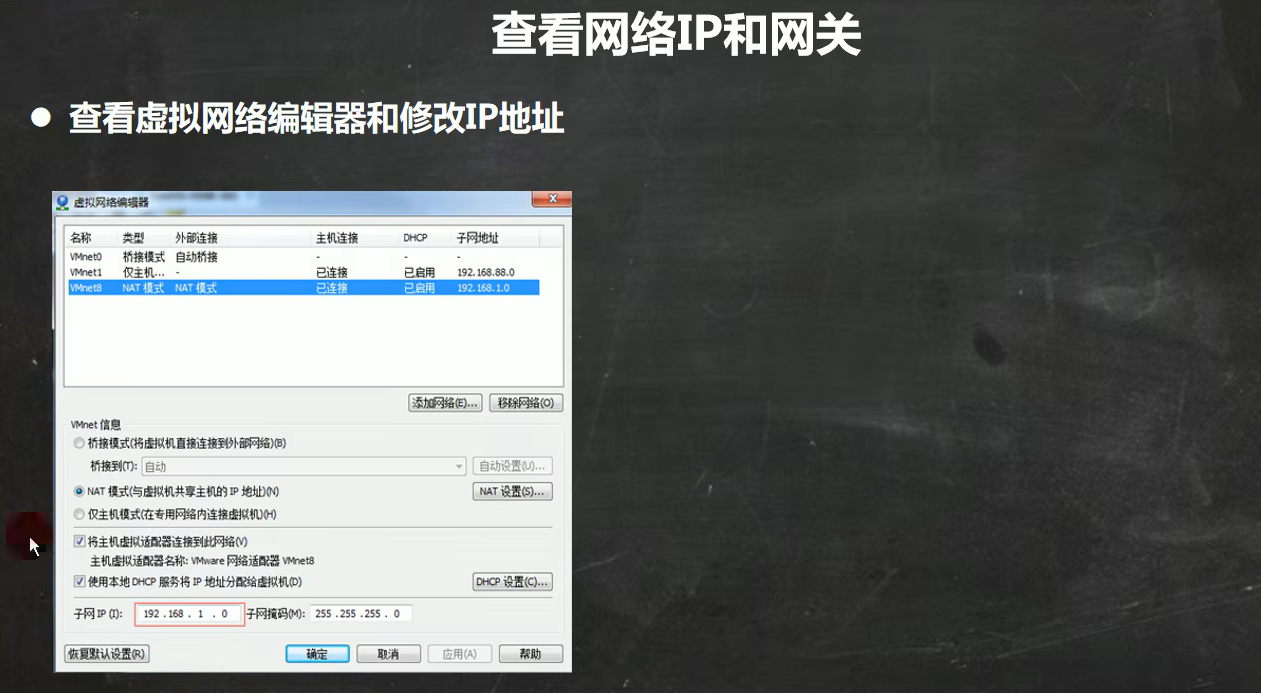 查看网络IP和网关
● 查看虚拟网络编辑器和修改IP地址
虚拟网络编辑器
名称 类型 外部连接 主机连接 DHCP 子网地址
VMnet0 桥接模式 自动桥接 - - -
VMnet1 仅主机... - 已连接 已启用 192.168.88.0
VMnet8 NAT 模式 NAT 模式 已连接 已启用 192.168.1.0
添加网络(E)... 移除网络(O)
VMnet 信息
桥接模式(将虚拟机直接连接到外部网络)(B)
桥接到(T): 自动 自动设置(U)...
NAT 模式(与虚拟机共享主机的 IP 地址)(N) NAT 设置(S)...
仅主机模式(在专用网络内连接虚拟机)(H)
将主机虚拟适配器连接到此网络(V)
主机虚拟适配器名称: VMware 网络适配器 VMnet8
使用本地 DHCP 服务将 IP 地址分配给虚拟机(D) DHCP 设置(C)...
子网 IP (I): 192 . 168 . 1 . 0 子网掩码(M): 255 . 255 . 255 . 0
恢复默认设置(R) 确定 取消 应用(A) 帮助